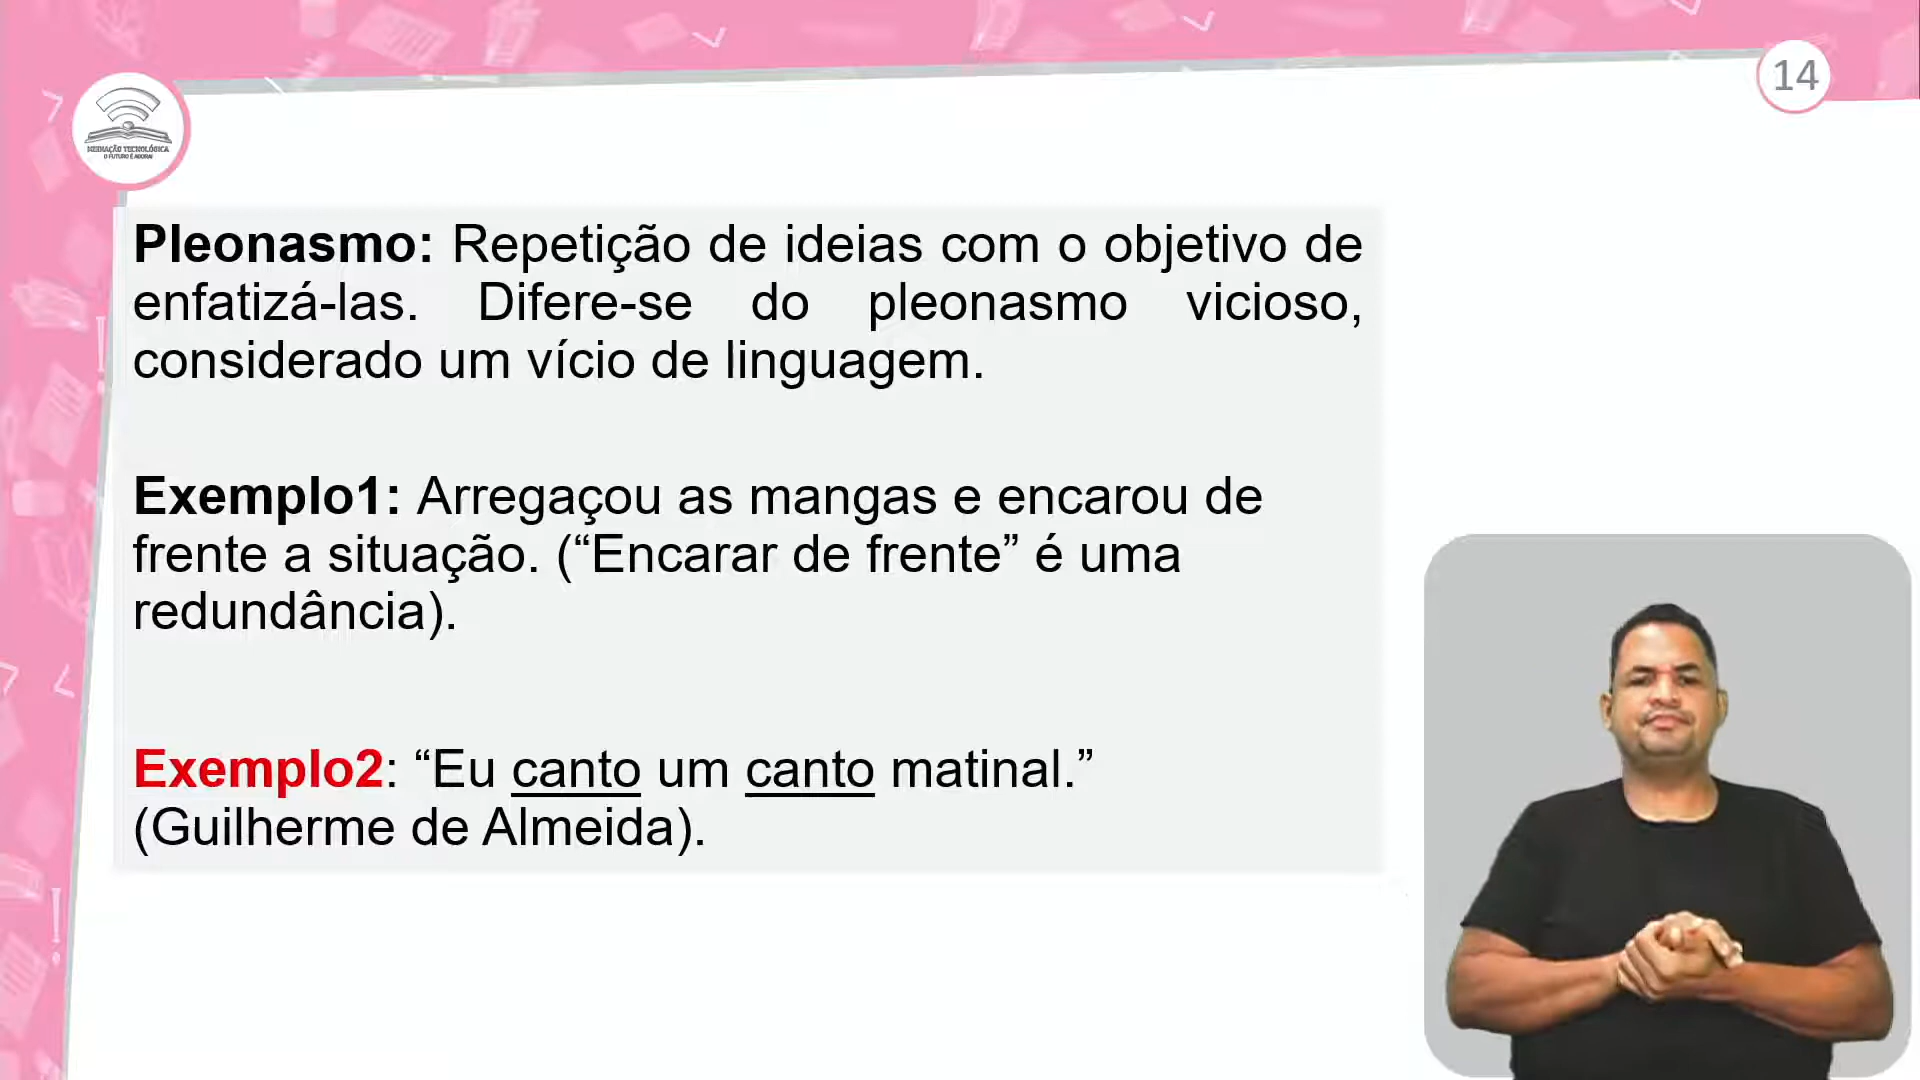 14
MEDIAÇÃO TECNOLÓGICA
O FUTURO É AGORA!
Pleonasmo: Repetição de ideias com o objetivo de
enfatizá-las. Difere-se do pleonasmo vicioso,
considerado um vício de linguagem.
Exemplo1: Arregaçou as mangas e encarou de
frente a situação. (“Encarar de frente” é uma
redundância).
Exemplo2: “Eu canto um canto matinal.”
(Guilherme de Almeida).